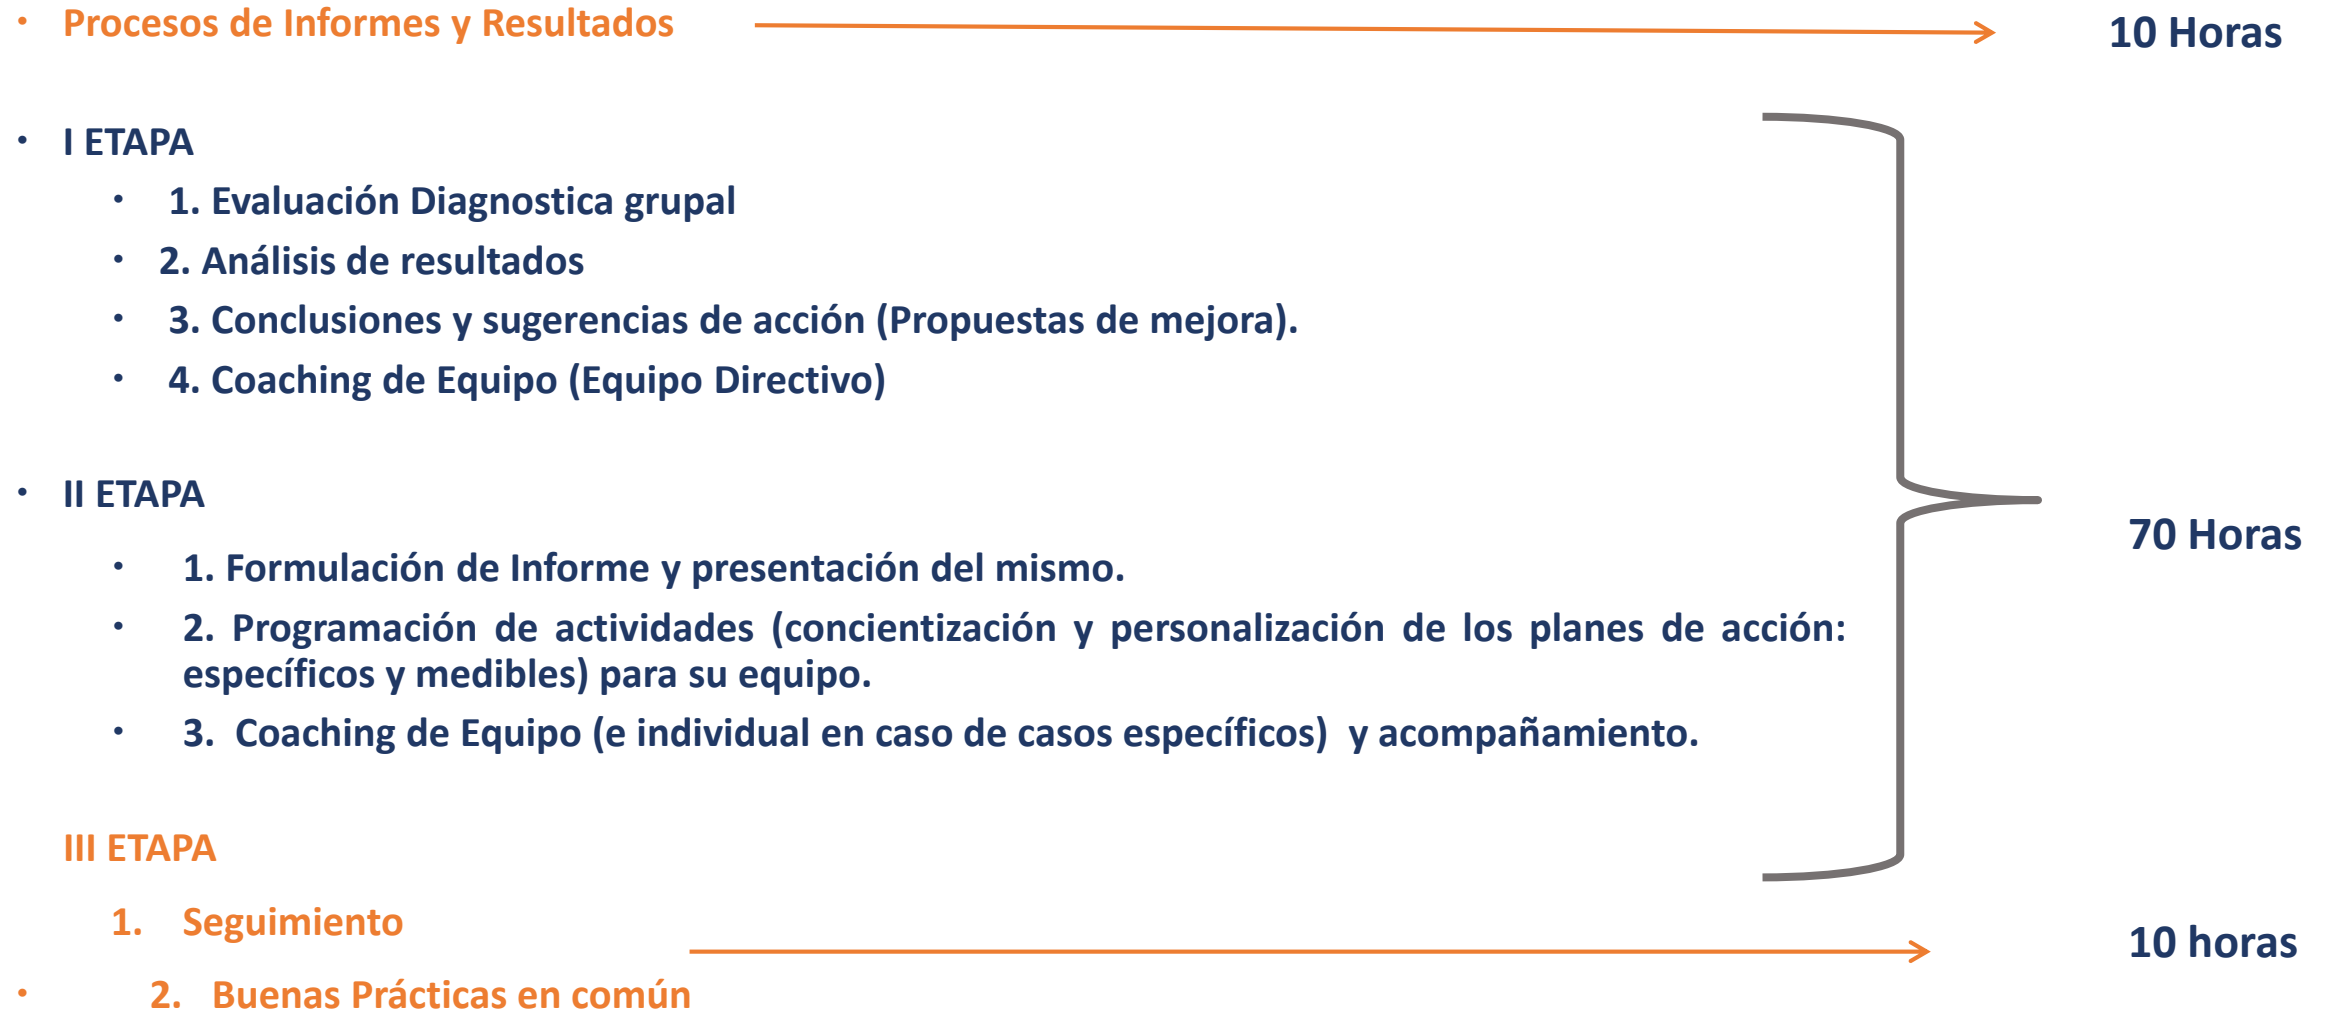 • Procesos de Informes y Resultados
10 Horas
• I ETAPA
• 1. Evaluación Diagnostica grupal
• 2. Análisis de resultados
• 3. Conclusiones y sugerencias de acción (Propuestas de mejora).
• 4. Coaching de Equipo (Equipo Directivo)
• II ETAPA
70 Horas
• 1. Formulación de Informe y presentación del mismo.
• 2. Programación de actividades (concientización y personalización de los planes de acción:
específicos y medibles) para su equipo.
• 3. Coaching de Equipo (e individual en caso de casos específicos) y acompañamiento.
III ETAPA
1. Seguimiento
10 horas
• 2. Buenas Prácticas en común